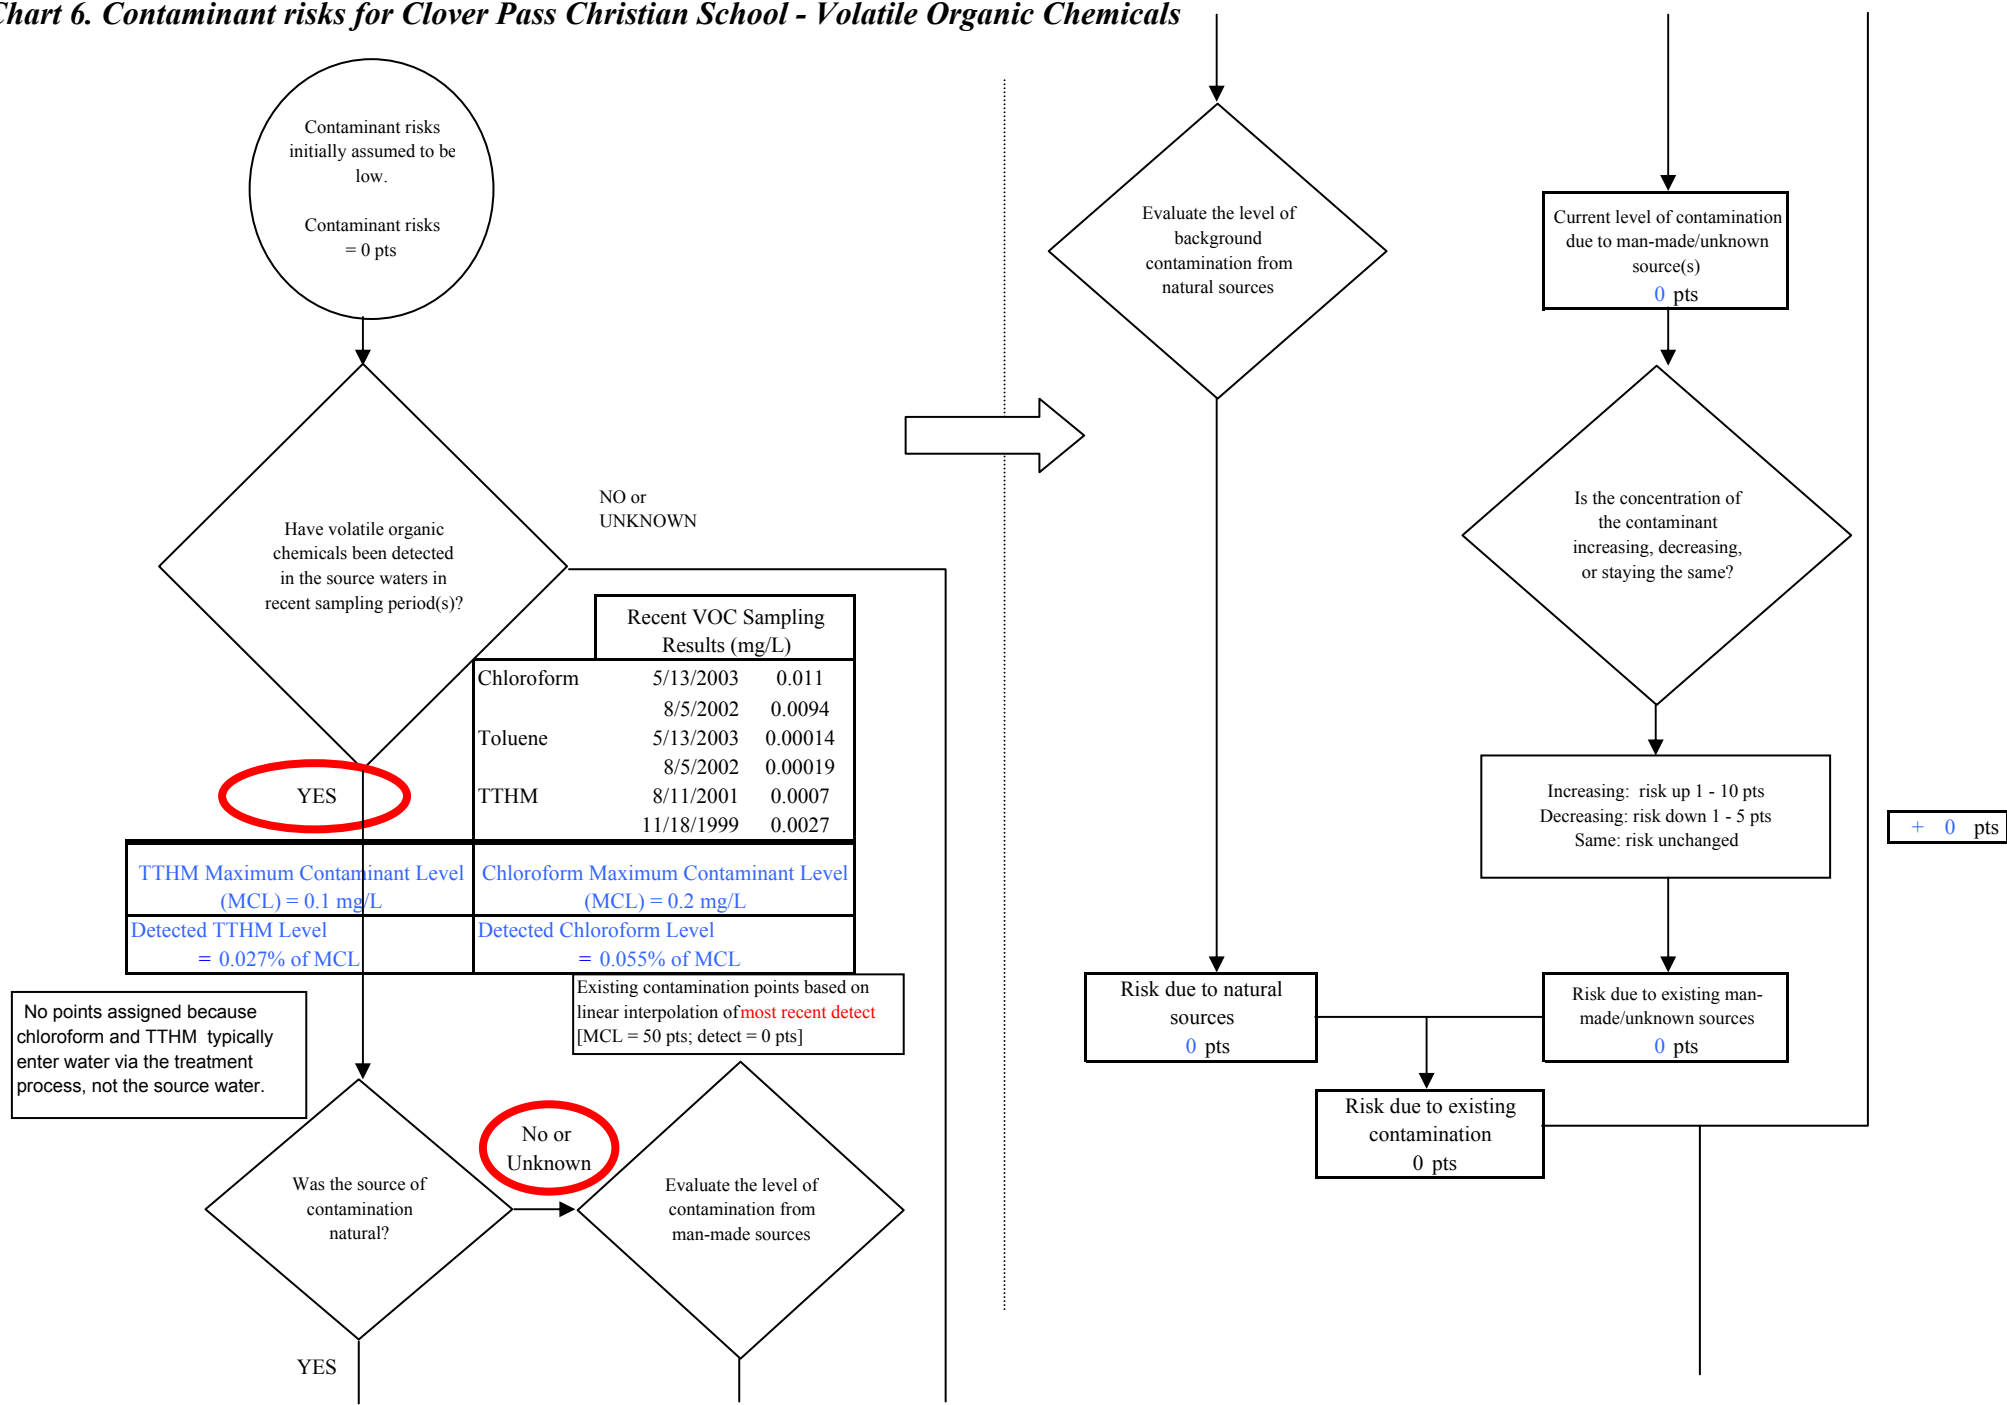 Chart 6. Contaminant risks for Clover Pass Christian School - Volatile Organic Chemicals
Contaminant risks
initially assumed to be
low.
Contaminant risks
= 0 pts
Have volatile organic
chemicals been detected
in the source waters in
recent sampling period(s)?
NO or
UNKNOWN
YES
Recent VOC Sampling
Results (mg/L)
Chloroform 5/13/2003 0.011
8/5/2002 0.0094
Toluene 5/13/2003 0.00014
8/5/2002 0.00019
TTHM 8/11/2001 0.0007
11/18/1999 0.0027
TTHM Maximum Contaminant Level
(MCL) = 0.1 mg/L
Chloroform Maximum Contaminant Level
(MCL) = 0.2 mg/L
Detected TTHM Level
= 0.027% of MCL
Detected Chloroform Level
= 0.055% of MCL
Existing contamination points based on
linear interpolation of most recent detect
[MCL = 50 pts; detect = 0 pts]
No points assigned because
chloroform and TTHM typically
enter water via the treatment
process, not the source water.
Was the source of
contamination
natural?
No or
Unknown
Evaluate the level of
contamination from
man-made sources
YES
Evaluate the level of
background
contamination from
natural sources
Current level of contamination
due to man-made/unknown
source(s)
0 pts
Is the concentration of
the contaminant
increasing, decreasing,
or staying the same?
Increasing: risk up 1 - 10 pts
Decreasing: risk down 1 - 5 pts
Same: risk unchanged
+ 0 pts
Risk due to natural
sources
0 pts
Risk due to existing man-
made/unknown sources
0 pts
Risk due to existing
contamination
0 pts